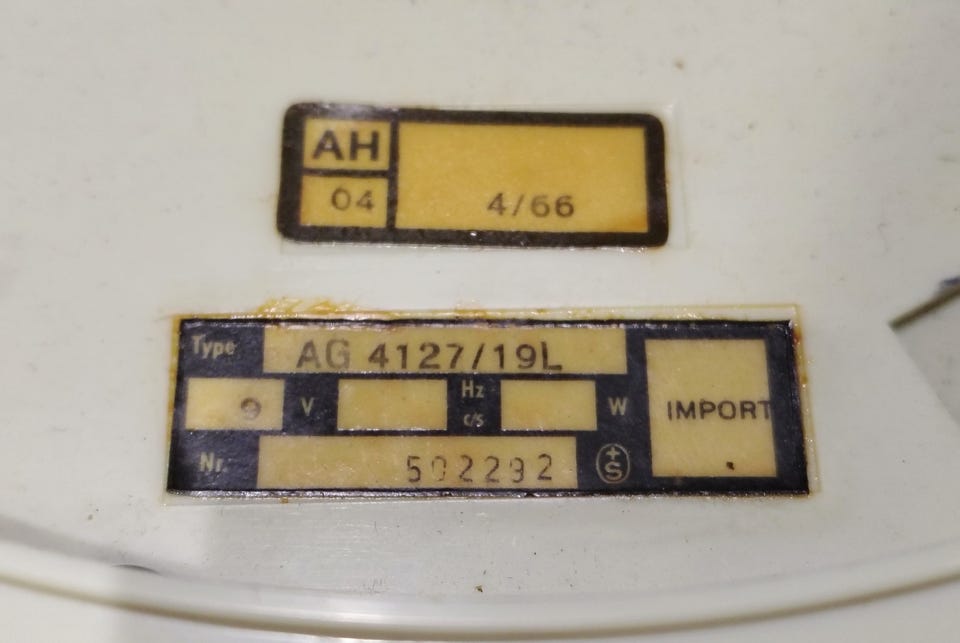 AH
04 4/66
Type AG 4127/19L
9 V Hz c/s W IMPORT
Nr. 502292 +S